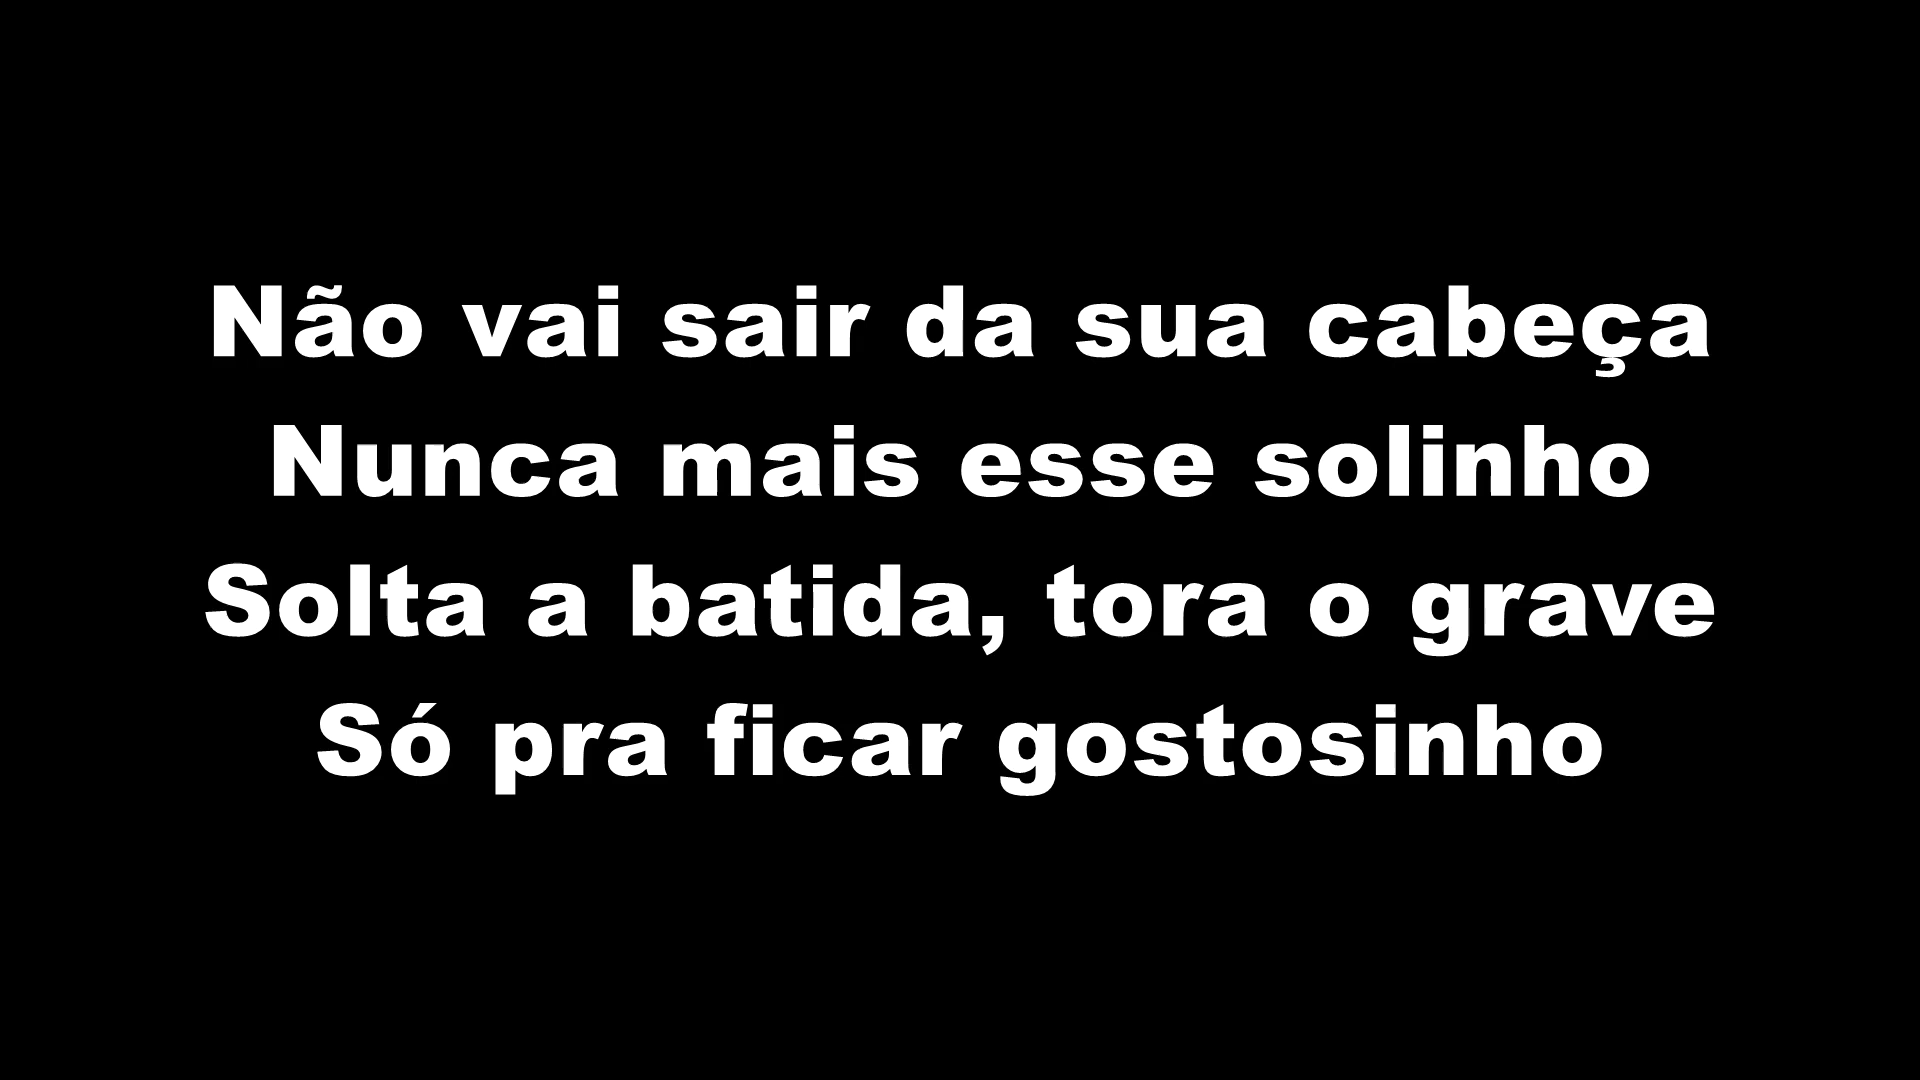 Não vai sair da sua cabeça
Nunca mais esse solinho
Solta a batida, tora o grave
Só pra ficar gostosinho